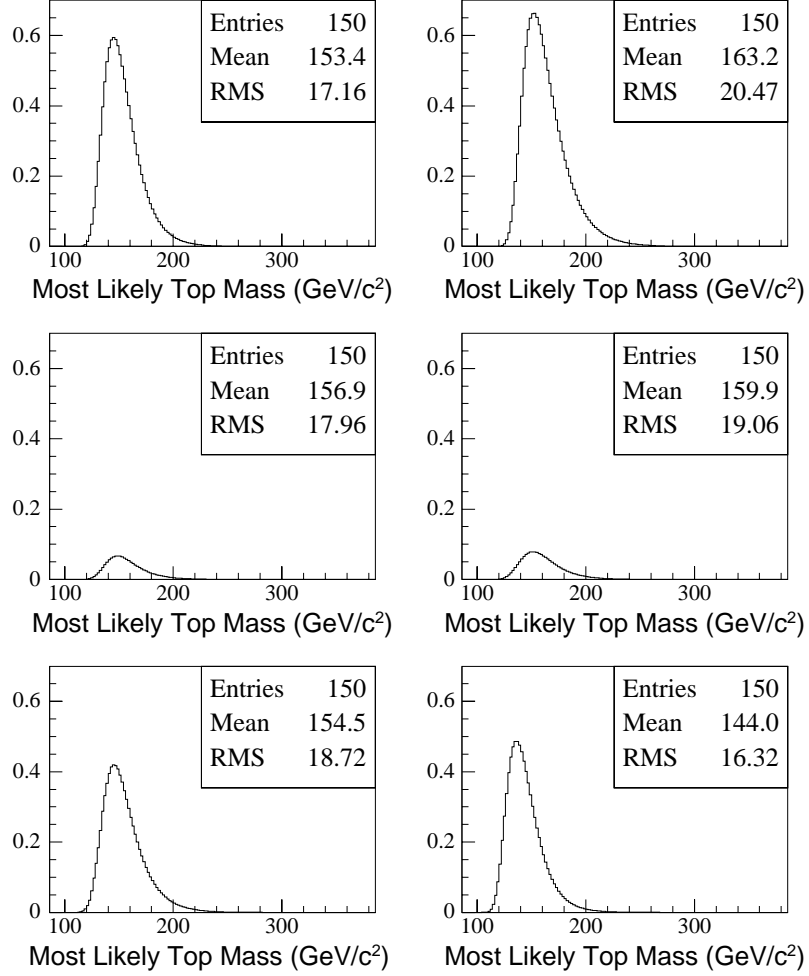 0.6
0.4
0.2
0
Entries 150
Mean 153.4
RMS 17.16
100 200 300
Most Likely Top Mass (GeV/c²)
0.6
0.4
0.2
0
Entries 150
Mean 163.2
RMS 20.47
100 200 300
Most Likely Top Mass (GeV/c²)
0.6
0.4
0.2
0
Entries 150
Mean 156.9
RMS 17.96
100 200 300
Most Likely Top Mass (GeV/c²)
0.6
0.4
0.2
0
Entries 150
Mean 159.9
RMS 19.06
100 200 300
Most Likely Top Mass (GeV/c²)
0.6
0.4
0.2
0
Entries 150
Mean 154.5
RMS 18.72
100 200 300
Most Likely Top Mass (GeV/c²)
0.6
0.4
0.2
0
Entries 150
Mean 144.0
RMS 16.32
100 200 300
Most Likely Top Mass (GeV/c²)